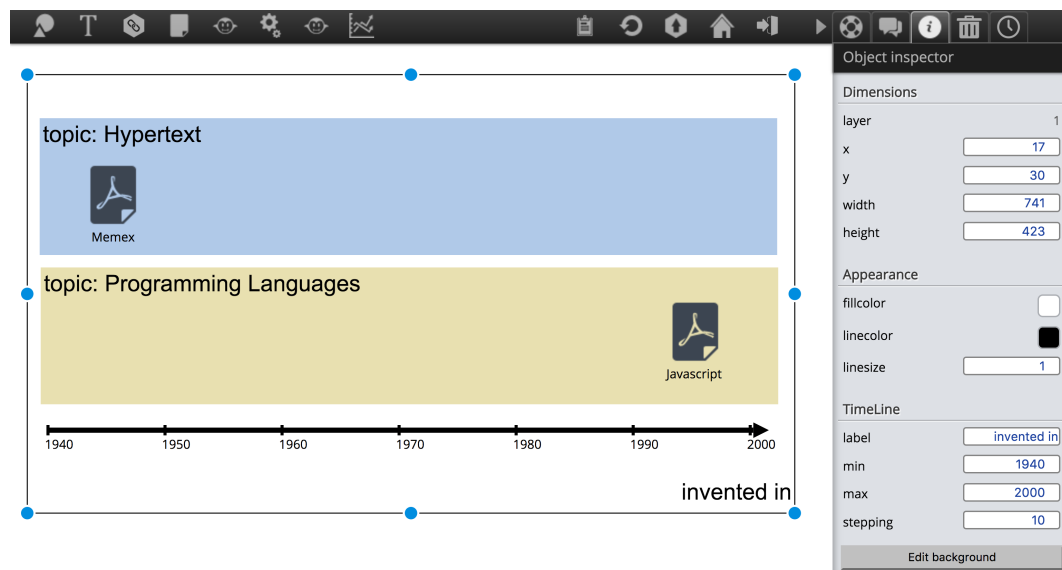 T
Object inspector
Dimensions
layer 1
x 17
y 30
width 741
height 423
Appearance
fillcolor
linecolor
linesize 1
TimeLine
label invented in
min 1940
max 2000
stepping 10
Edit background
topic: Hypertext
Memex
topic: Programming Languages
Javascript
1940 1950 1960 1970 1980 1990 2000
invented in